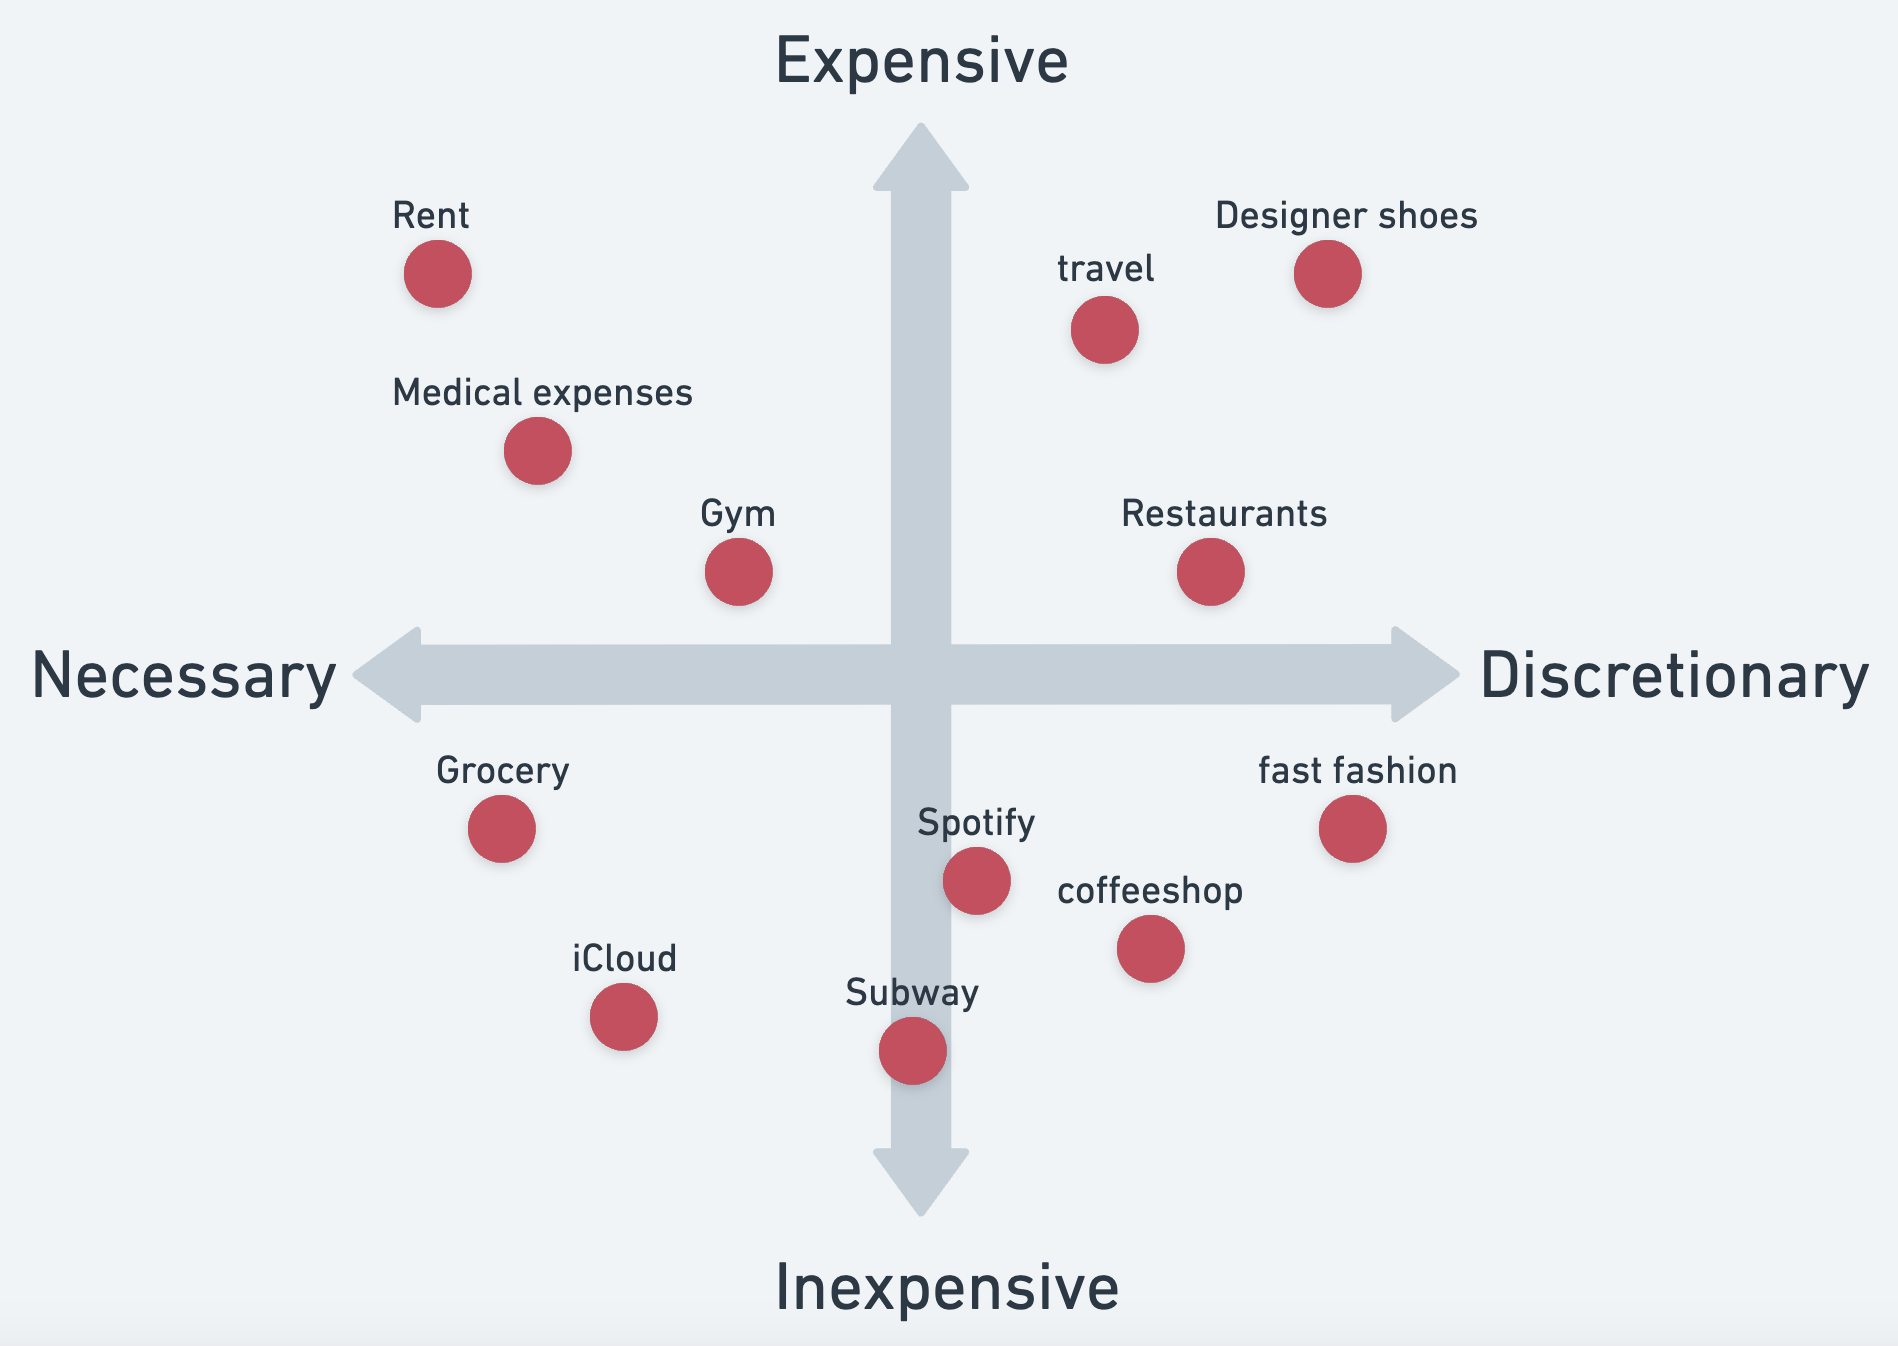 Expensive
Rent
Designer shoes
travel
Medical expenses
Gym
Restaurants
Necessary
Discretionary
Grocery
fast fashion
Spotify
coffeeshop
iCloud
Subway
Inexpensive